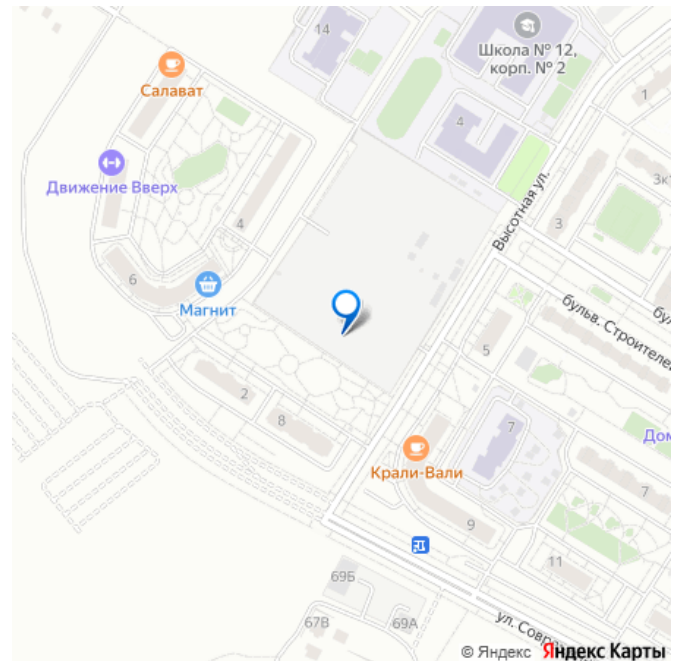 14
Школа № 12,
корп. № 2
Салават
1
4
Движение Вверх
3к
Высотная ул.
4
3
6
Магнит
бульв. Строителе
бу
5
2
8
7
Дом
Крали-Вали
7
9
11
69Б
67В
69А
ул. Совре
© Яндекс Яндекс Карты